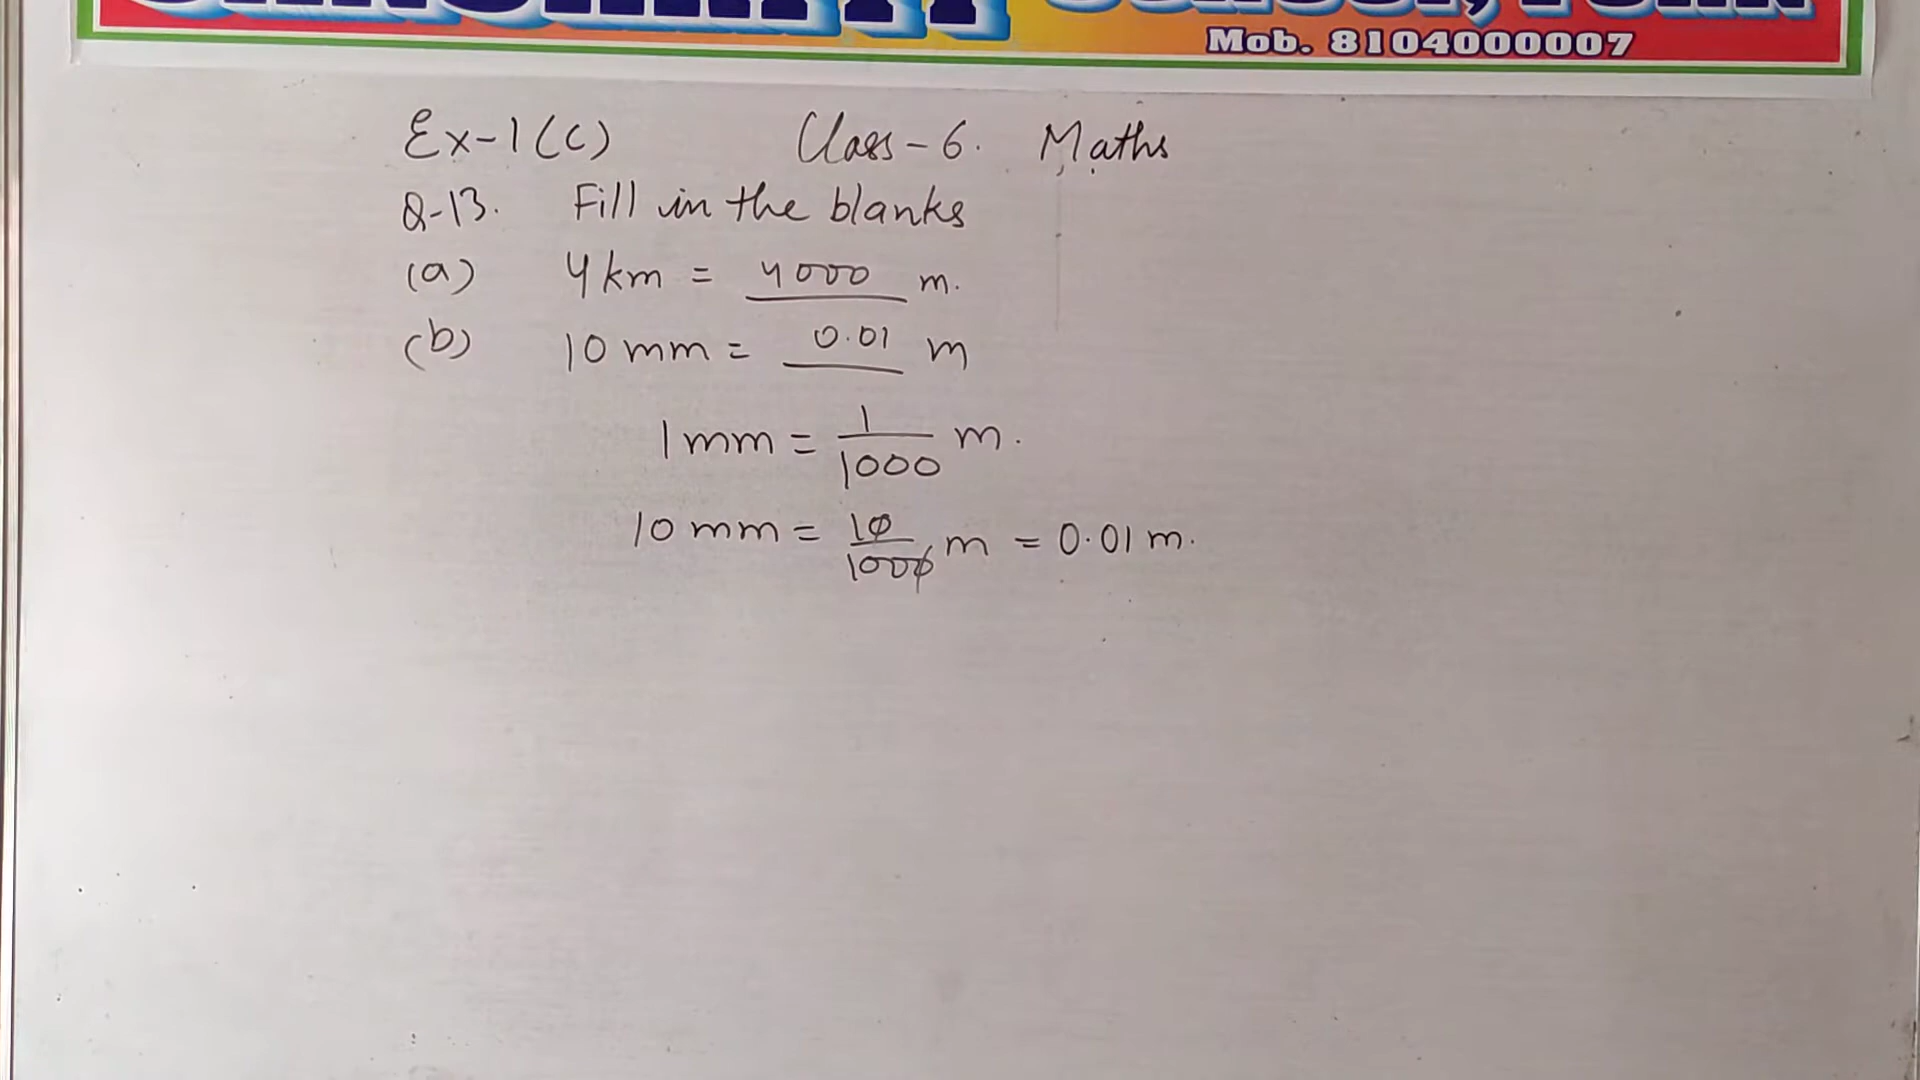 Mob. 8104000007
Ex-1(C) Class-6. Maths
Q-13. Fill in the blanks
(a) 4 km = 4000 m.
(b) 10 mm = 0.01 m
1 mm = 1/1000 m.
10 mm = 10/1000 m = 0.01 m.